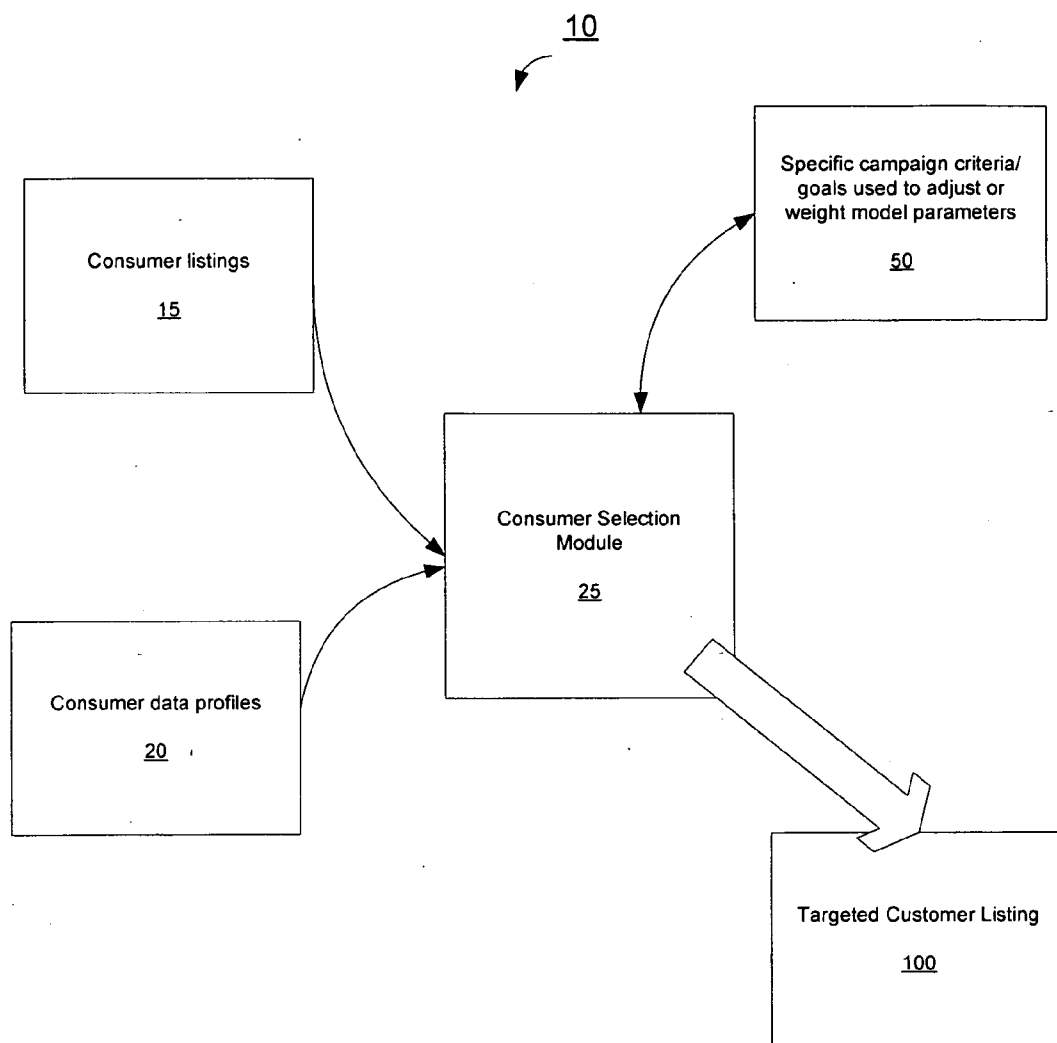 10
Specific campaign criteria/
goals used to adjust or
weight model parameters
50
Consumer listings
15
Consumer Selection
Module
25
Consumer data profiles
20
Targeted Customer Listing
100